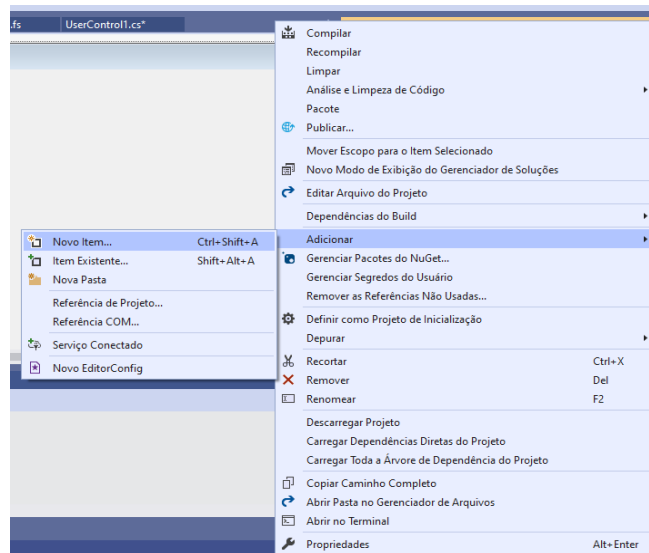 .fs UserControl1.cs*
Compilar
Recompilar
Limpar
Análise e Limpeza de Código
Pacote
Publicar...
Mover Escopo para o Item Selecionado
Novo Modo de Exibição do Gerenciador de Soluções
Editar Arquivo do Projeto
Dependências do Build
Adicionar
Gerenciar Pacotes do NuGet...
Gerenciar Segredos do Usuário
Remover as Referências Não Usadas...
Definir como Projeto de Inicialização
Depurar
Recortar Ctrl+X
Remover Del
Renomear F2
Descarregar Projeto
Carregar Dependências Diretas do Projeto
Carregar Toda a Árvore de Dependência do Projeto
Copiar Caminho Completo
Abrir Pasta no Gerenciador de Arquivos
Abrir no Terminal
Propriedades Alt+Enter
Novo Item... Ctrl+Shift+A
Item Existente... Shift+Alt+A
Nova Pasta
Referência de Projeto...
Referência COM...
Serviço Conectado
Novo EditorConfig